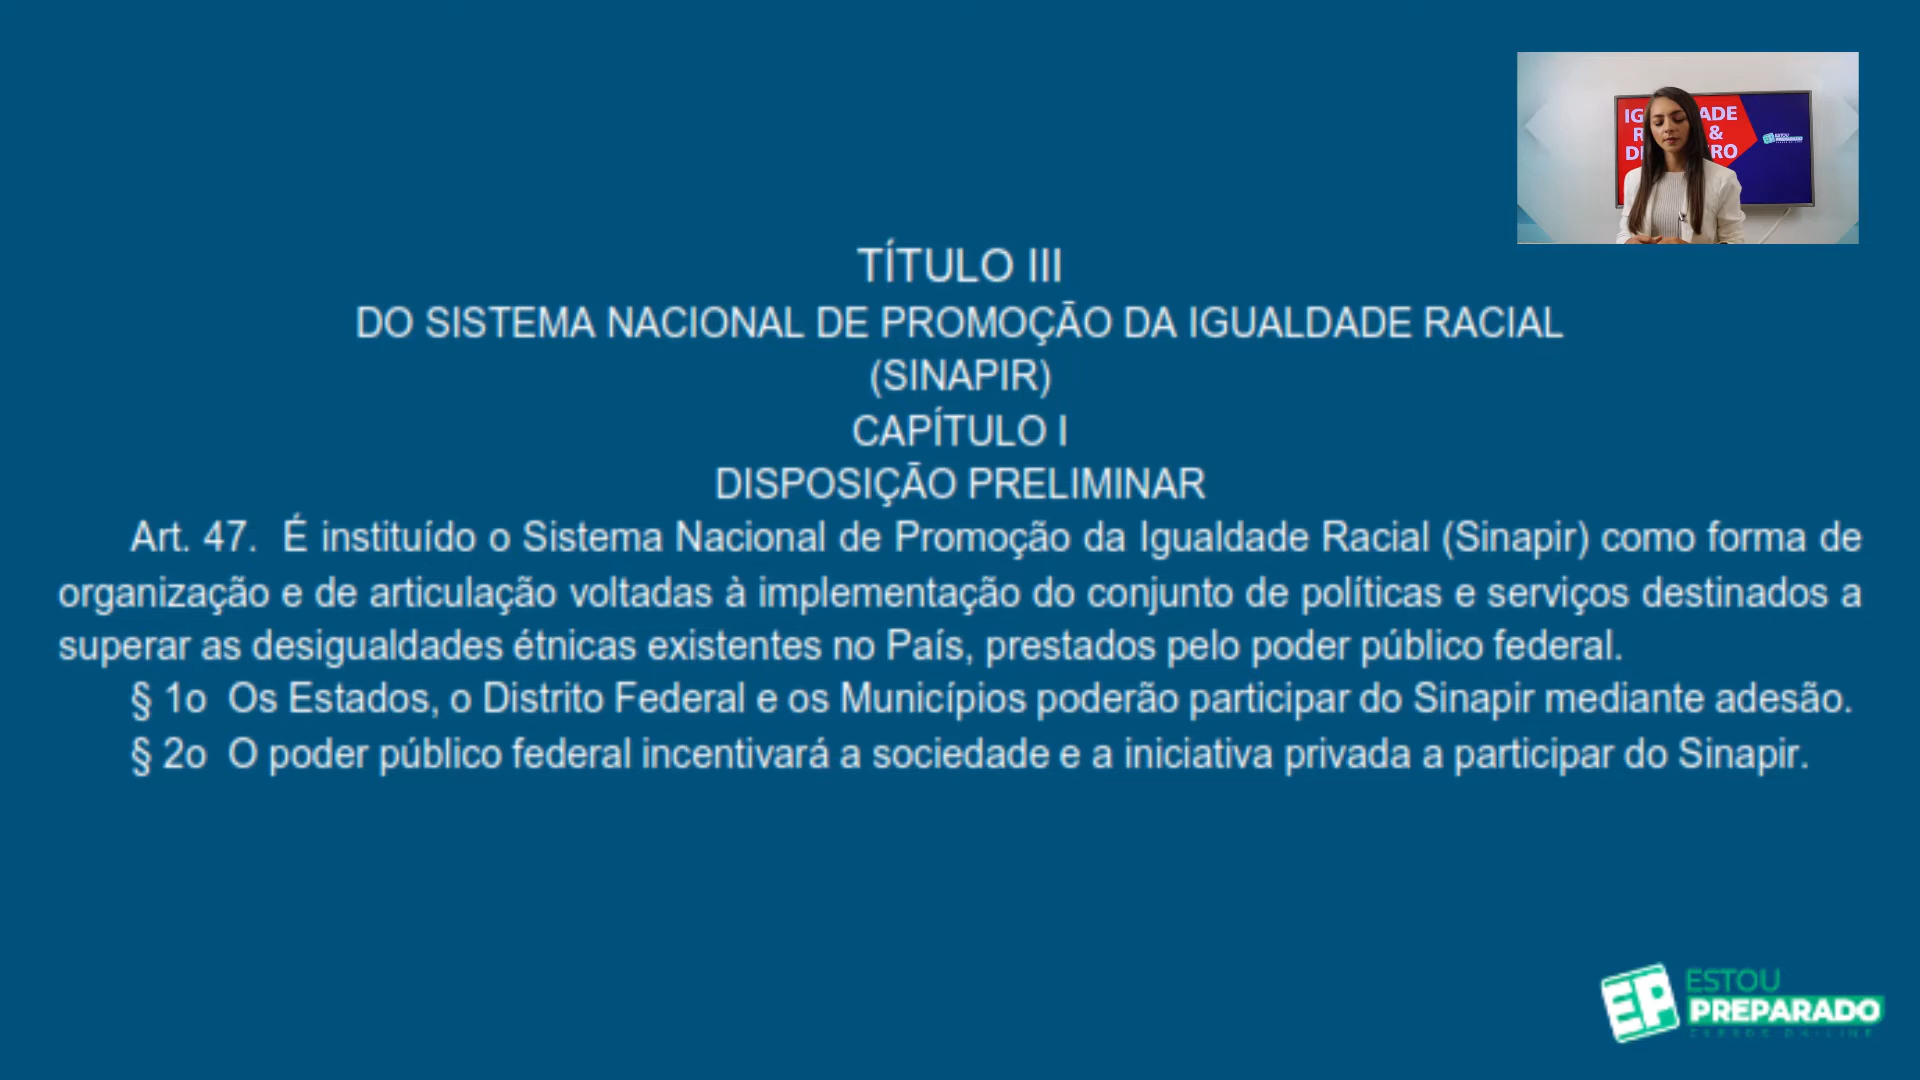 TÍTULO III
DO SISTEMA NACIONAL DE PROMOÇÃO DA IGUALDADE RACIAL
(SINAPIR)
CAPÍTULO I
DISPOSIÇÃO PRELIMINAR
Art. 47. É instituído o Sistema Nacional de Promoção da Igualdade Racial (Sinapir) como forma de
organização e de articulação voltadas à implementação do conjunto de políticas e serviços destinados a
superar as desigualdades étnicas existentes no País, prestados pelo poder público federal.
§ 1o Os Estados, o Distrito Federal e os Municípios poderão participar do Sinapir mediante adesão.
§ 2o O poder público federal incentivará a sociedade e a iniciativa privada a participar do Sinapir.
EP
ESTOU
PREPARADO